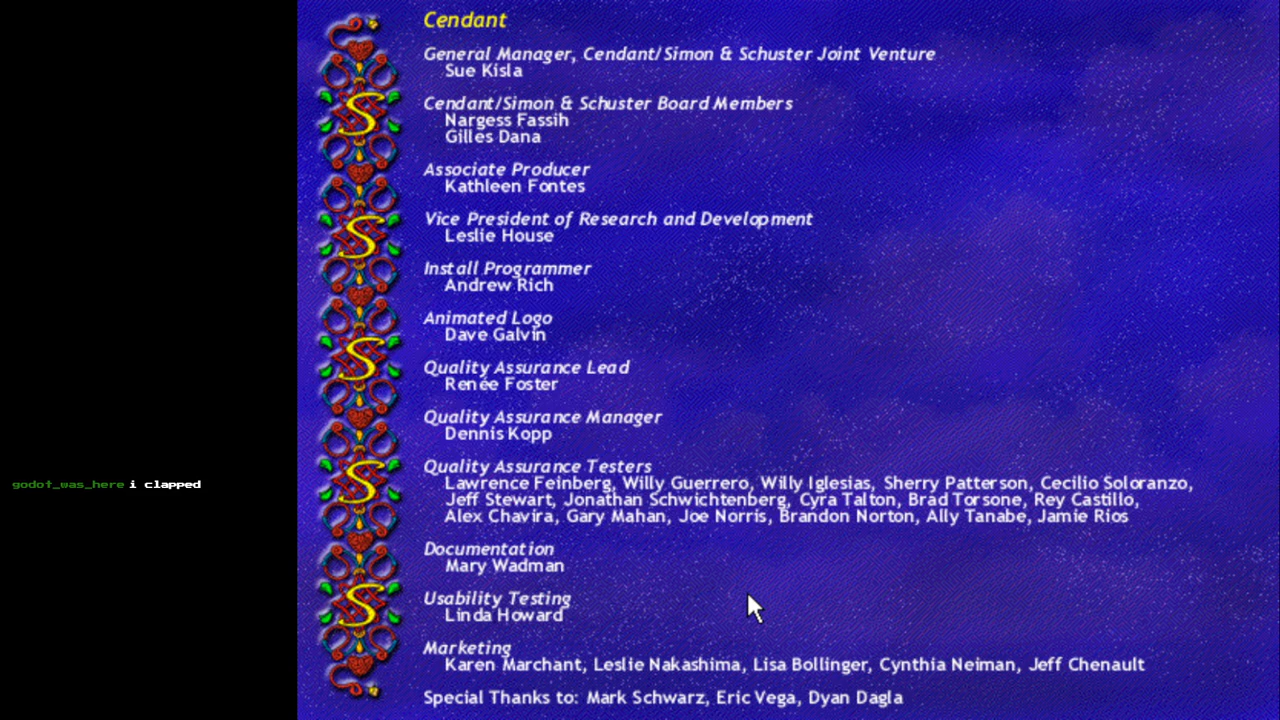 Cendant
General Manager, Cendant/Simon & Schuster Joint Venture
Sue Kisla
Cendant/Simon & Schuster Board Members
Nargess Fassih
Gilles Dana
Associate Producer
Kathleen Fontes
Vice President of Research and Development
Leslie House
Install Programmer
Andrew Rich
Animated Logo
Dave Galvin
Quality Assurance Lead
Renée Foster
Quality Assurance Manager
Dennis Kopp
Quality Assurance Testers
Lawrence Feinberg, Willy Guerrero, Willy Iglesias, Sherry Patterson, Cecilio Soloranzo,
Jeff Stewart, Jonathan Schwichtenberg, Cyra Talton, Brad Torsone, Rey Castillo,
Alex Chavira, Gary Mahan, Joe Norris, Brandon Norton, Ally Tanabe, Jamie Rios
Documentation
Mary Wadman
Usability Testing
Linda Howard
Marketing
Karen Marchant, Leslie Nakashima, Lisa Bollinger, Cynthia Neiman, Jeff Chenault
Special Thanks to: Mark Schwarz, Eric Vega, Dyan Dagla
godot_was_here i clapped
S
S
S
S
S